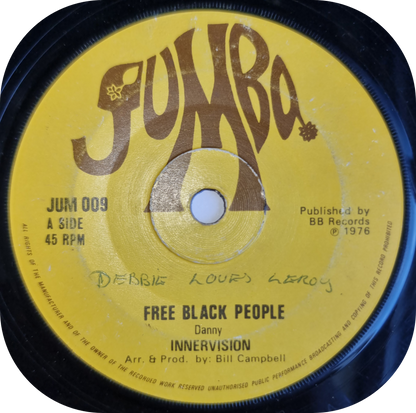 JUMBO.
JUM 009
A SIDE
45 RPM
Published by
BB Records
℗ 1976
DEBBIE LOVES LEROY
FREE BLACK PEOPLE
Danny
INNERVISION
Arr. & Prod. by: Bill Campbell
ALL RIGHTS OF THE MANUFACTURER AND OF THE OWNER OF THE RECORDED WORK RESERVED UNAUTHORISED PUBLIC PERFORMANCE BROADCASTING AND COPYING OF THIS RECORD PROHIBITED